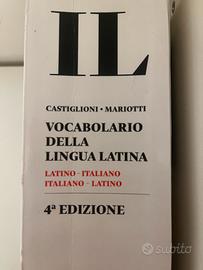 IL
CASTIGLIONI • MARIOTTI
VOCABOLARIO
DELLA
LINGUA LATINA
LATINO - ITALIANO
ITALIANO - LATINO
4ª EDIZIONE
subito